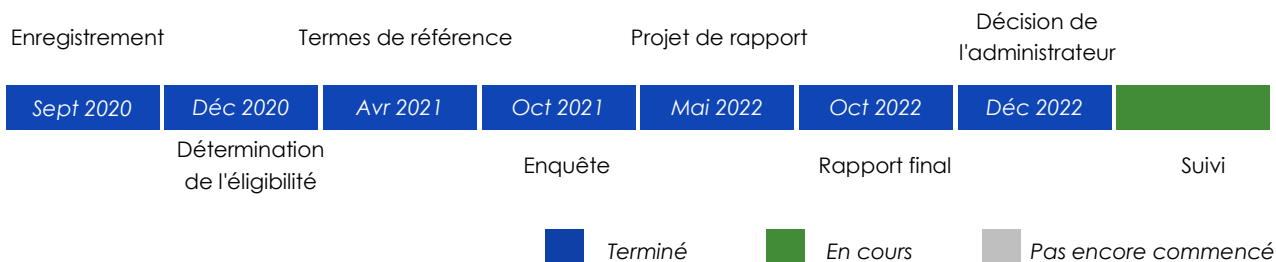 Enregistrement
Termes de référence
Projet de rapport
Décision de
l'administrateur
Sept 2020
Déc 2020
Avr 2021
Oct 2021
Mai 2022
Oct 2022
Déc 2022
Détermination
de l'éligibilité
Enquête
Rapport final
Suivi
Terminé
En cours
Pas encore commencé